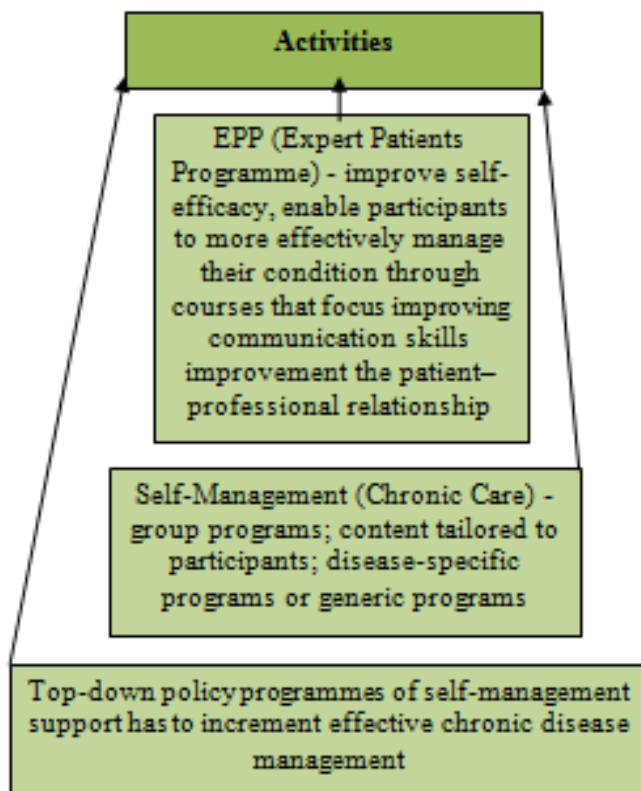 Activities
EPP (Expert Patients
Programme) - improve self-
efficacy, enable participants
to more effectively manage
their condition through
courses that focus improving
communication skills
improvement the patient–
professional relationship
Self-Management (Chronic Care) -
group programs; content tailored to
participants; disease-specific
programs or generic programs
Top-down policy programmes of self-management
support has to increment effective chronic disease
management